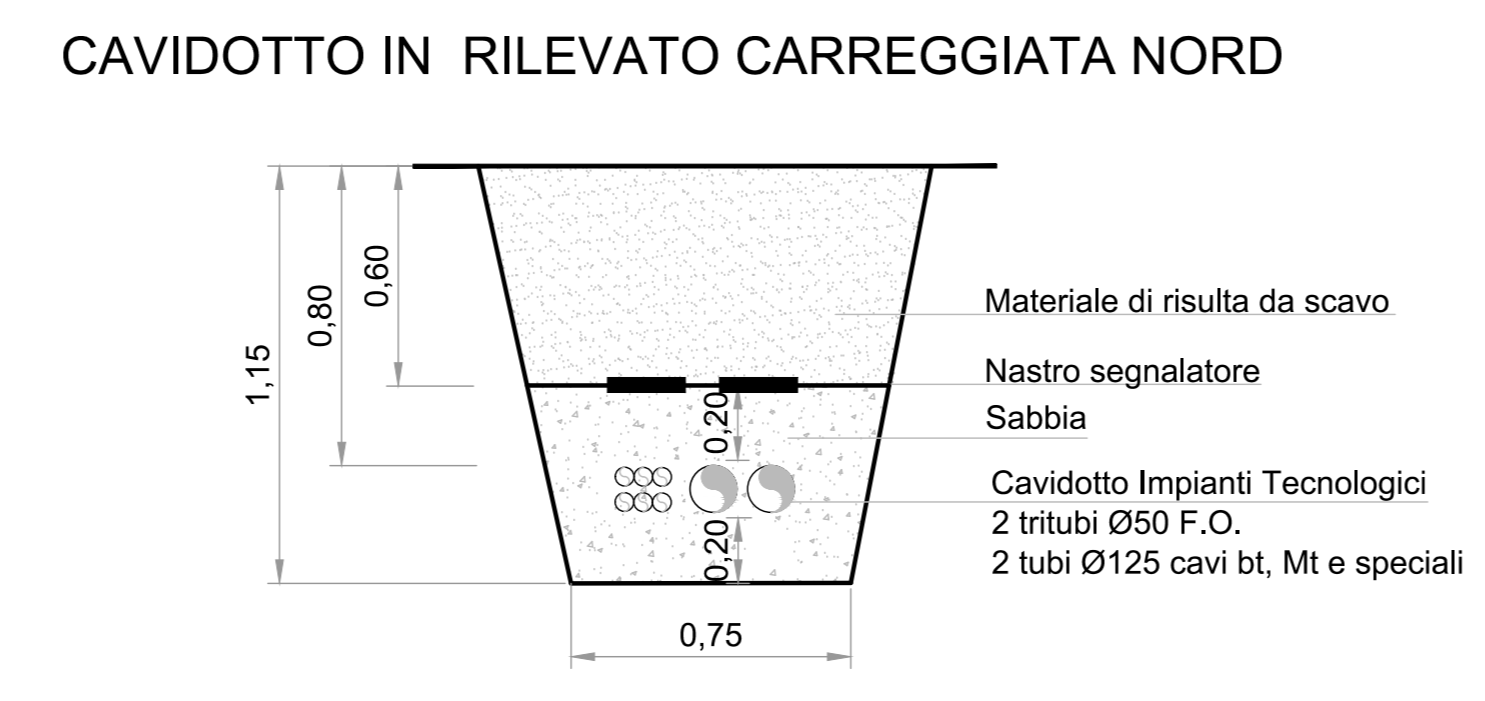 CAVIDOTTO IN RILEVATO CARREGGIATA NORD
0,60
0,80
1,15
Materiale di risulta da scavo
Nastro segnalatore
0,20
Sabbia
Cavidotto Impianti Tecnologici
2 tritubi Ø50 F.O.
0,20
2 tubi Ø125 cavi bt, Mt e speciali
0,75